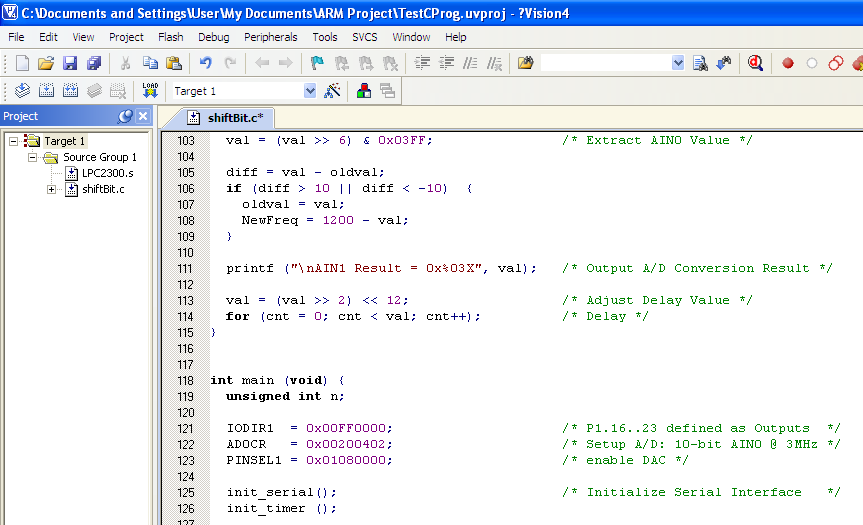 C:\Documents and Settings\User\My Documents\ARM Project\TestCProg.uvproj - ?Vision4
File Edit View Project Flash Debug Peripherals Tools SVCS Window Help
LOAD Target 1
Project
shiftBit.c*
Target 1
Source Group 1
LPC2300.s
shiftBit.c
103 val = (val >> 6) & 0x03FF; /* Extract AIN0 Value */
104
105 diff = val - oldval;
106 if (diff > 10 || diff < -10) {
107 oldval = val;
108 NewFreq = 1200 - val;
109 }
110
111 printf ("\nAIN1 Result = 0x%03X", val); /* Output A/D Conversion Result */
112
113 val = (val >> 2) << 12; /* Adjust Delay Value */
114 for (cnt = 0; cnt < val; cnt++); /* Delay */
115 }
116
117
118 int main (void) {
119 unsigned int n;
120
121 IODIR1 = 0x00FF0000; /* P1.16..23 defined as Outputs */
122 AD0CR = 0x00200402; /* Setup A/D: 10-bit AIN0 @ 3MHz */
123 PINSEL1 = 0x01080000; /* enable DAC */
124
125 init_serial(); /* Initialize Serial Interface */
126 init_timer ();
127